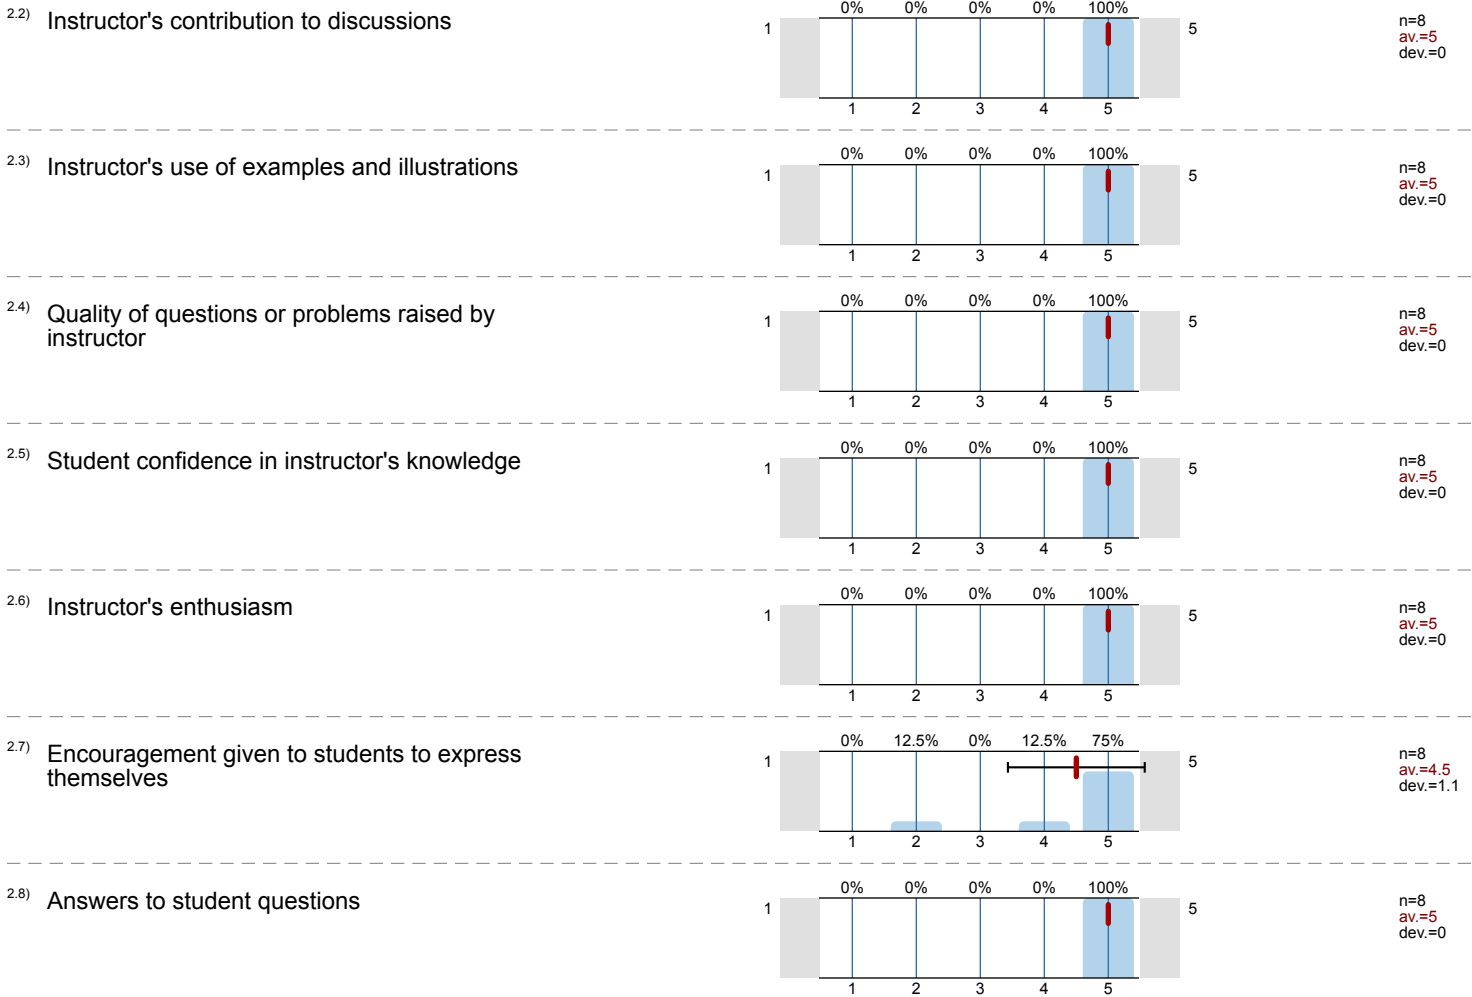 2.2) Instructor's contribution to discussions
0% 0% 0% 0% 100%
1 5
1 2 3 4 5
n=8
av.=5
dev.=0
2.3) Instructor's use of examples and illustrations
0% 0% 0% 0% 100%
1 5
1 2 3 4 5
n=8
av.=5
dev.=0
2.4) Quality of questions or problems raised by
instructor
0% 0% 0% 0% 100%
1 5
1 2 3 4 5
n=8
av.=5
dev.=0
2.5) Student confidence in instructor's knowledge
0% 0% 0% 0% 100%
1 5
1 2 3 4 5
n=8
av.=5
dev.=0
2.6) Instructor's enthusiasm
0% 0% 0% 0% 100%
1 5
1 2 3 4 5
n=8
av.=5
dev.=0
2.7) Encouragement given to students to express
themselves
0% 12.5% 0% 12.5% 75%
1 5
1 2 3 4 5
n=8
av.=4.5
dev.=1.1
2.8) Answers to student questions
0% 0% 0% 0% 100%
1 5
1 2 3 4 5
n=8
av.=5
dev.=0